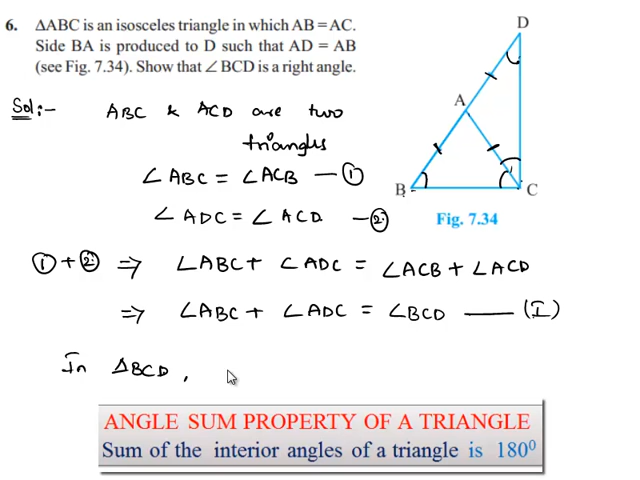 6. ΔABC is an isosceles triangle in which AB = AC.
Side BA is produced to D such that AD = AB
(see Fig. 7.34). Show that ∠ BCD is a right angle.
D
A
B
C
1
Fig. 7.34
Sol:-
ABC & ACD are two
triangles
∠ABC = ∠ACB — ①
∠ADC = ∠ACD — ②
① + ② ⇒ ∠ABC + ∠ADC = ∠ACB + ∠ACD
⇒ ∠ABC + ∠ADC = ∠BCD —— (I)
In ΔBCD,
ANGLE SUM PROPERTY OF A TRIANGLE
Sum of the interior angles of a triangle is 180⁰